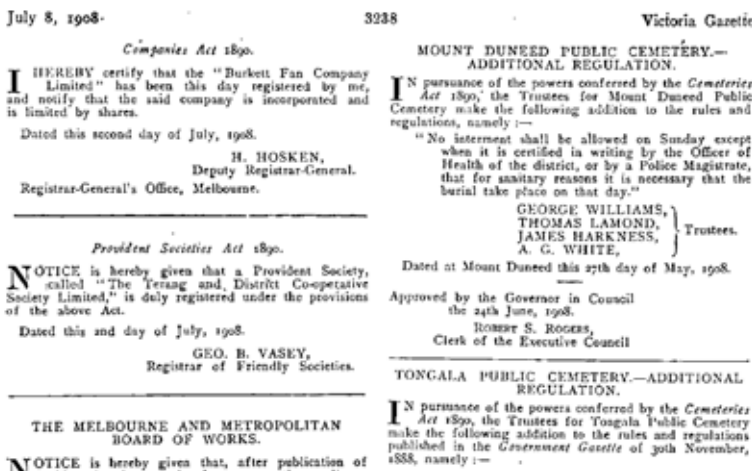 July 8, 1908.
3238
Victoria Gazette
Companies Act 1890.
I HEREBY certify that the "Burkett Fan Company
Limited" has been this day registered by me,
and notify that the said company is incorporated and
is limited by shares.
Dated this second day of July, 1908.
H. HOSKEN,
Deputy Registrar-General.
Registrar-General's Office, Melbourne.
Provident Societies Act 1890.
NOTICE is hereby given that a Provident Society,
called "The Terang and District Co-operative
Society Limited," is duly registered under the provisions
of the above Act.
Dated this 2nd day of July, 1908.
GEO. B. VASEY,
Registrar of Friendly Societies.
THE MELBOURNE AND METROPOLITAN
BOARD OF WORKS.
NOTICE is hereby given that, after publication of
MOUNT DUNEED PUBLIC CEMETERY.—
ADDITIONAL REGULATION.
IN pursuance of the powers conferred by the Cemeteries
Act 1890, the Trustees for Mount Duneed Public
Cemetery make the following addition to the rules and
regulations, namely :—
"No interment shall be allowed on Sunday except
when it is certified in writing by the Officer of
Health of the district, or by a Police Magistrate,
that for sanitary reasons it is necessary that the
burial take place on that day."
GEORGE WILLIAMS,
THOMAS LAMOND,
JAMES HARKNESS,
A. G. WHITE,
Trustees.
Dated at Mount Duneed this 27th day of May, 1908.
Approved by the Governor in Council
the 24th June, 1908.
ROBERT S. ROGERS,
Clerk of the Executive Council
TONGALA PUBLIC CEMETERY.—ADDITIONAL
REGULATION.
IN pursuance of the powers conferred by the Cemeteries
Act 1890, the Trustees for Tongala Public Cemetery
make the following addition to the rules and regulations
published in the Government Gazette of 30th November,
1888, namely :—